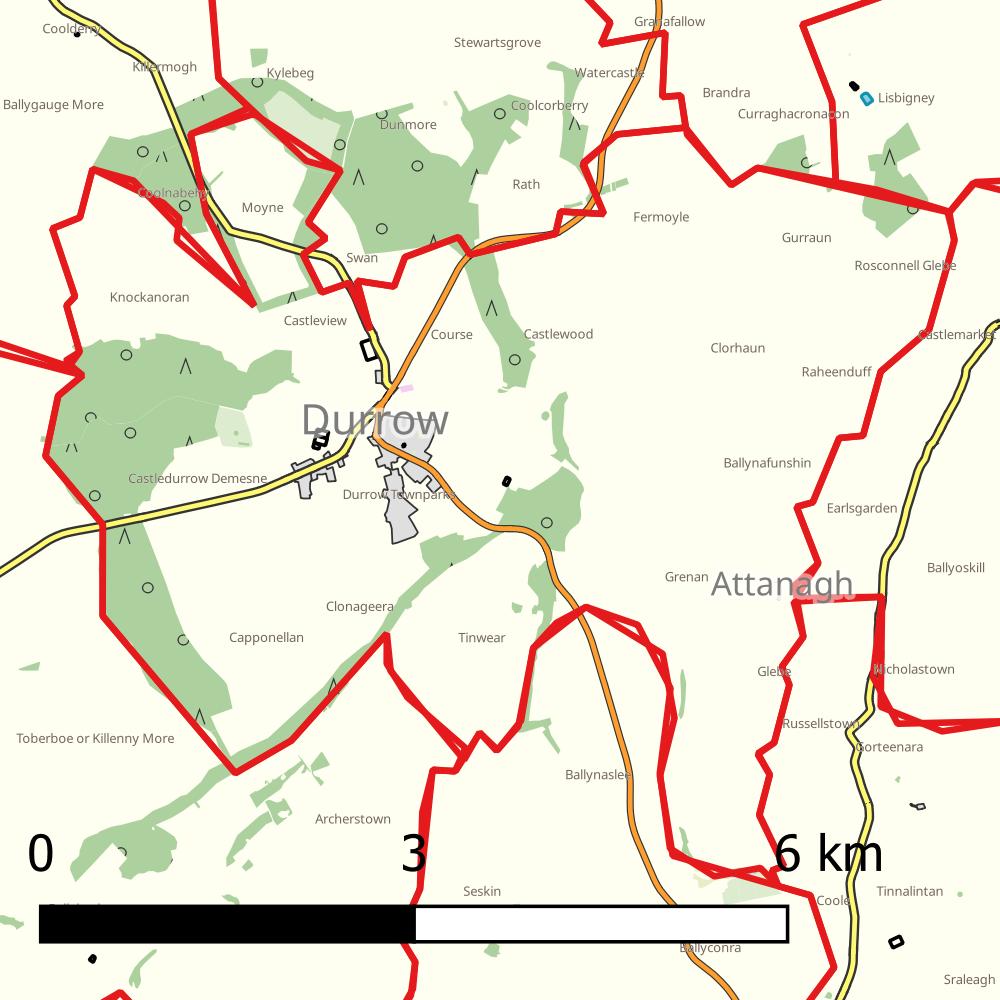 Coolderry
Granafallow
Stewartsgrove
Killermogh
Kylebeg
Watercastle
Brandra
Lisbigney
Ballygauge More
Coolcorberry
Curraghacronacon
Dunmore
Rath
Coolnabehy
Moyne
Fermoyle
Gurraun
Swan
Rosconnell Glebe
Knockanoran
Castleview
Course
Castlewood
Castlemarket
Clorhaun
Raheenduff
Durrow
Ballynafunshin
Castledurrow Demesne
Durrow Townparks
Earlsgarden
Ballyoskill
Grenan
Attanagh
Clonageera
Capponellan
Tinwear
Glebe
Nicholastown
Russellstown
Toberboe or Killenny More
Gorteenara
Ballynaslee
Archerstown
0 3 6 km
Seskin
Tinnalintan
Coole
Ballyconra
Sraleagh